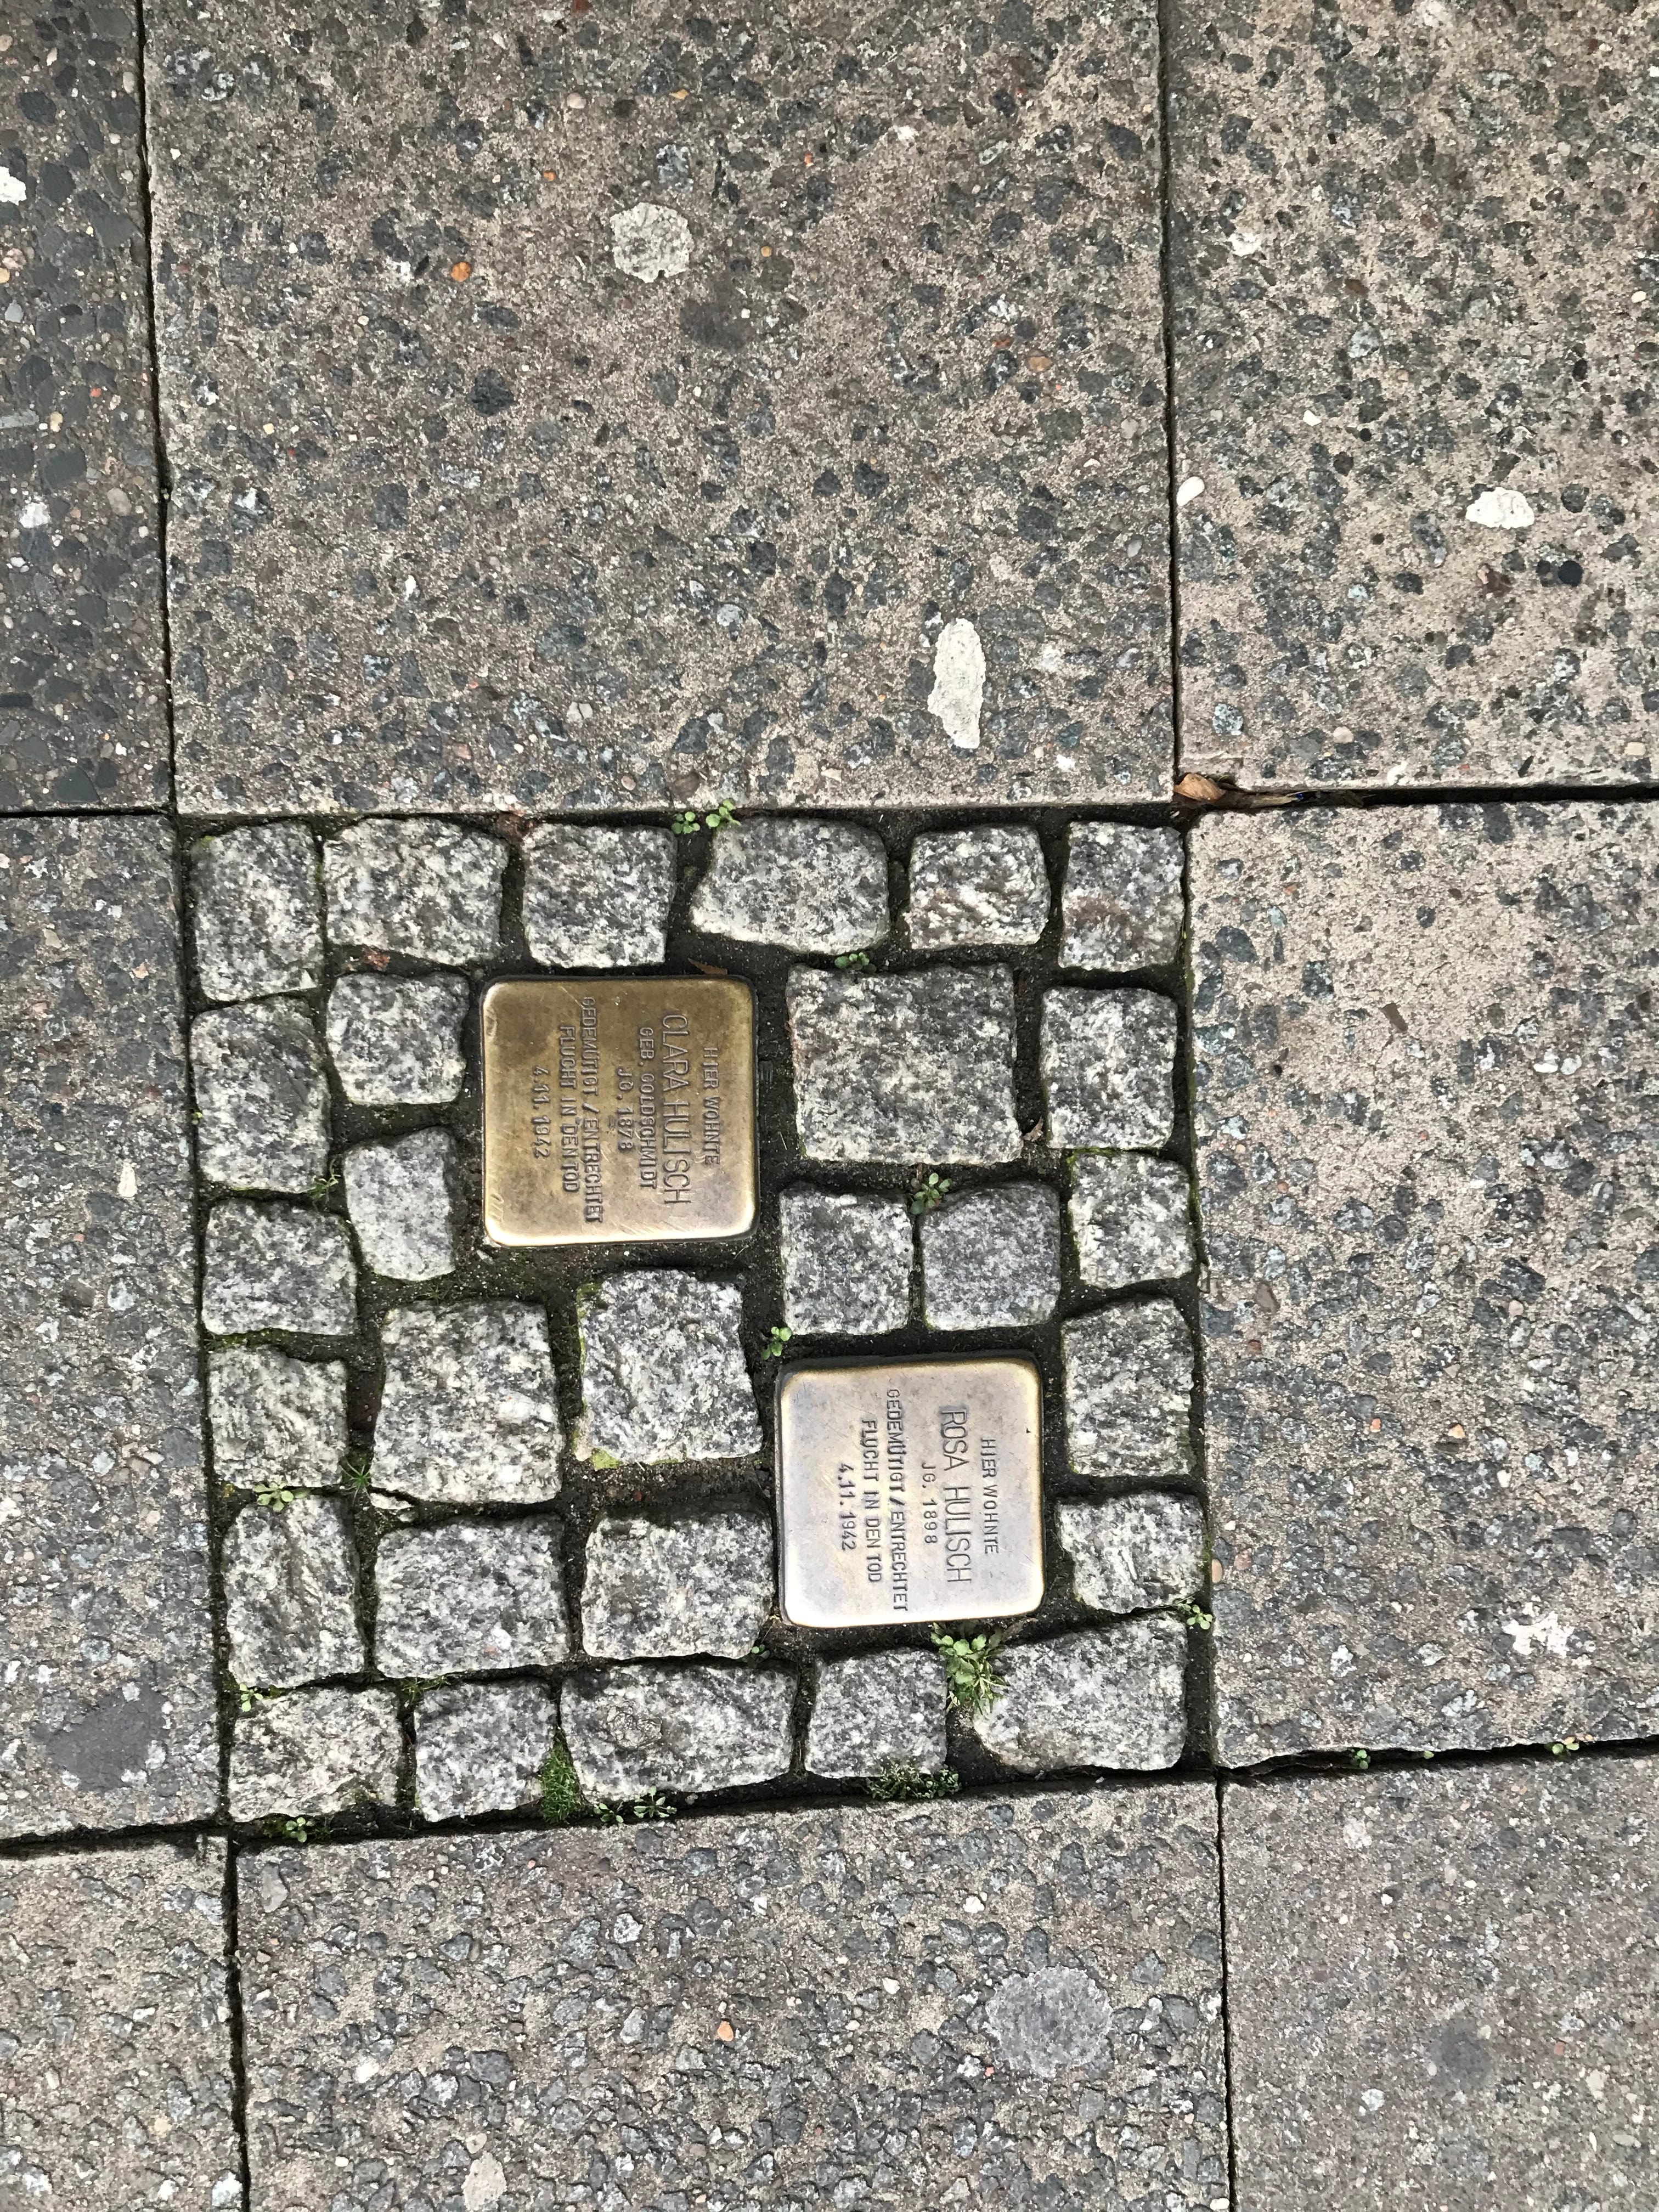 HIER WOHNTE
CLARA HULISCH
GEB. GOLDSCHMIDT
JG. 1878
GEDEMÜTIGT / ENTRECHTET
FLUCHT IN DEN TOD
4.11.1942
HIER WOHNTE
ROSA HULISCH
JG. 1898
GEDEMÜTIGT / ENTRECHTET
FLUCHT IN DEN TOD
4.11.1942